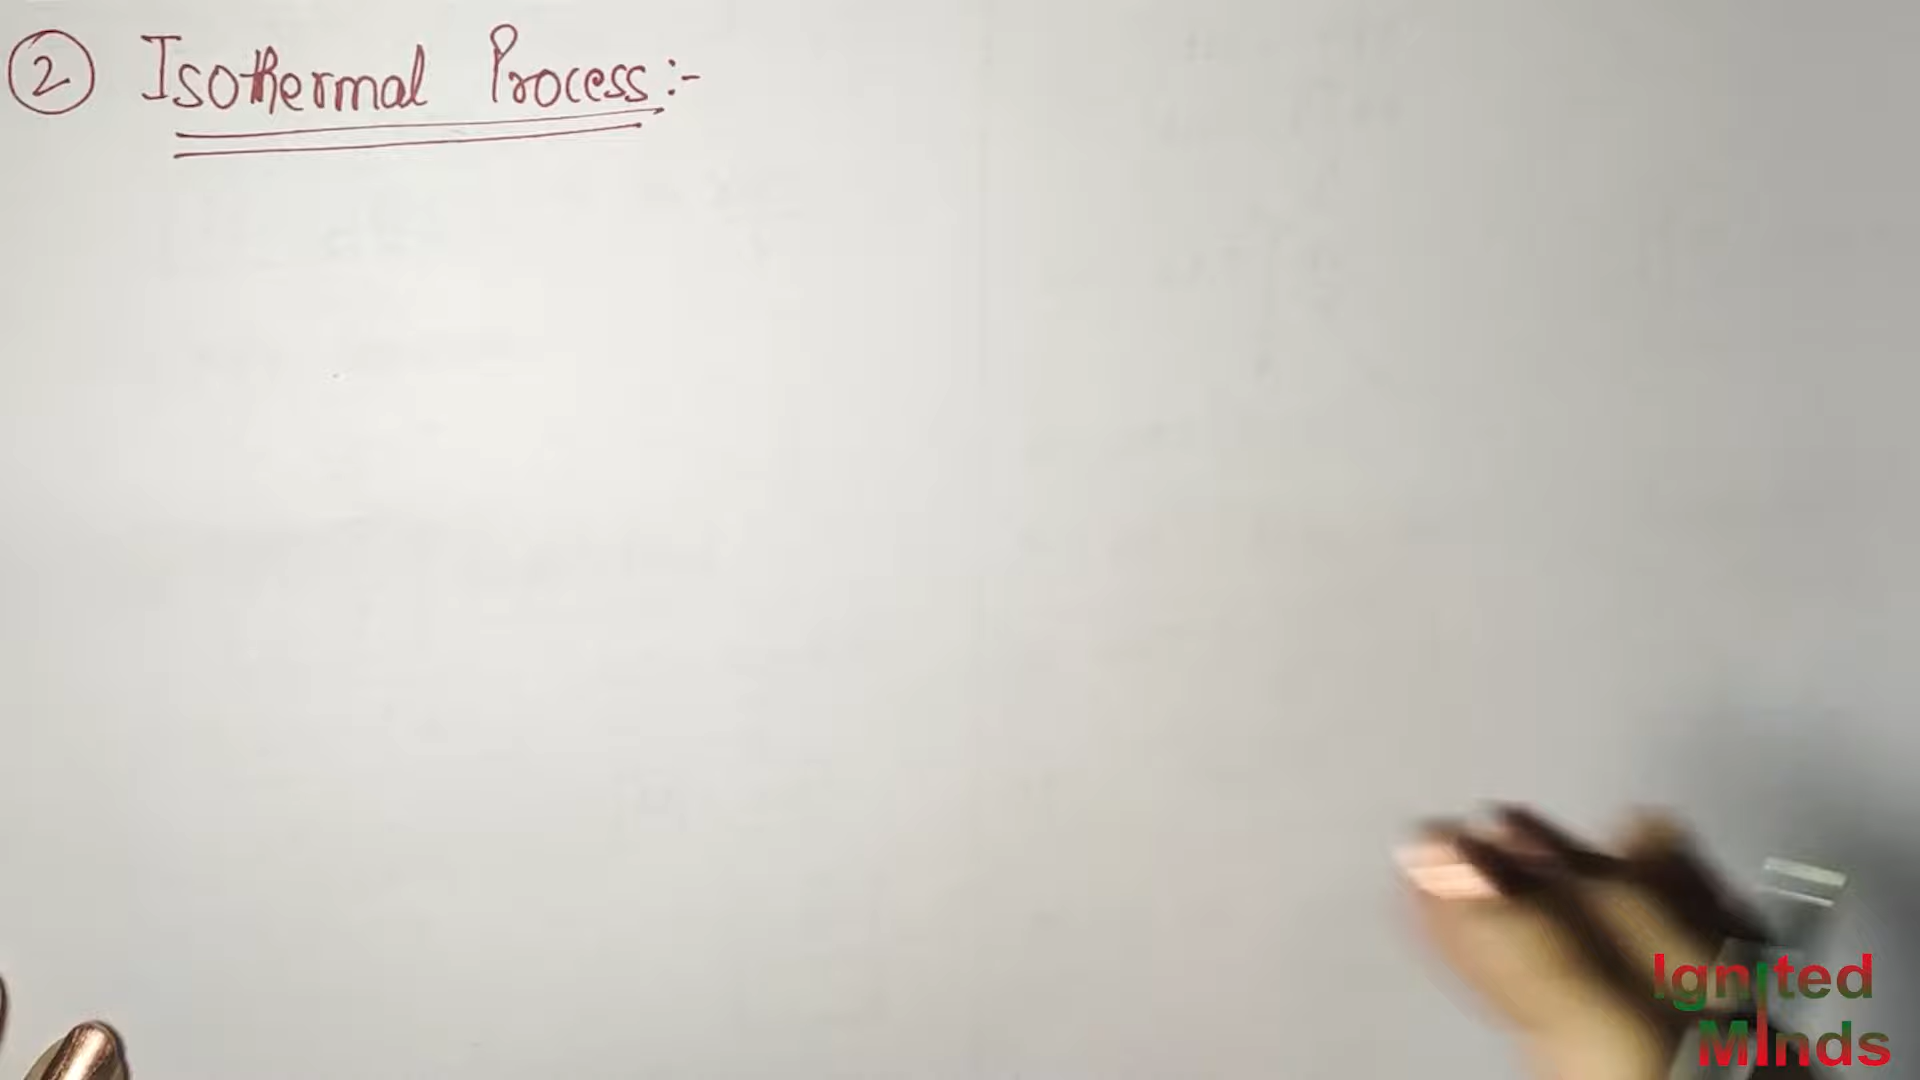 ② Isothermal Process:-
Ignited
Minds